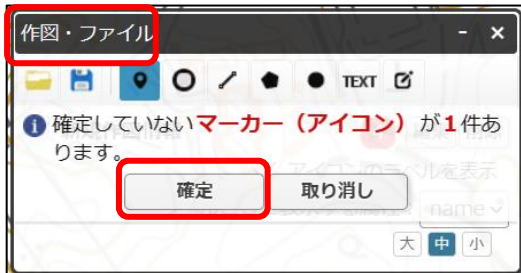 作図・ファイル - ×
TEXT
確定していないマーカー（アイコン）が1件あ
ります。
アイコンのラベルを表示
確定 取り消し
name
大 中 小